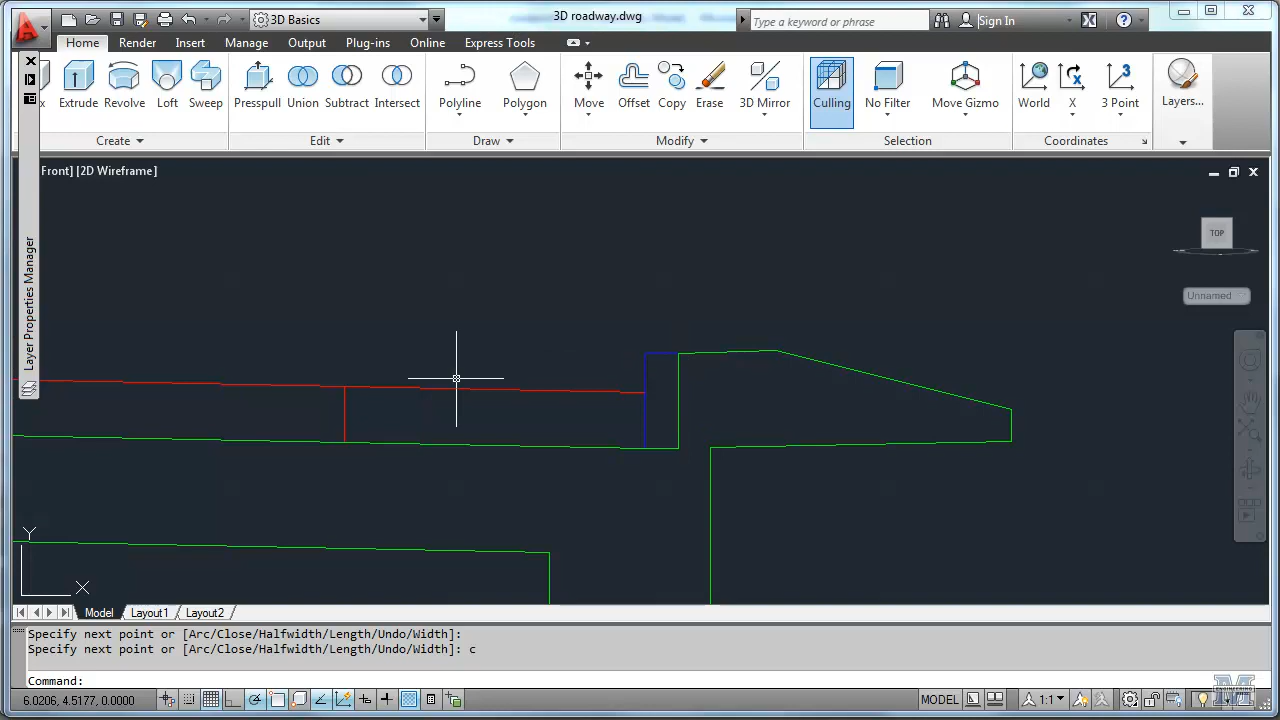 3D Basics
3D roadway.dwg
Type a keyword or phrase
Sign In
Home Render Insert Manage Output Plug-ins Online Express Tools
Extrude Revolve Loft Sweep
Presspull Union Subtract Intersect
Polyline Polygon
Move Offset Copy Erase 3D Mirror
Culling No Filter Move Gizmo
World X 3 Point
Layers...
Create Edit Draw Modify Selection Coordinates
Front] [2D Wireframe]
TOP
Unnamed
Layer Properties Manager
Y
X
Model Layout1 Layout2
Specify next point or [Arc/Close/Halfwidth/Length/Undo/Width]:
Specify next point or [Arc/Close/Halfwidth/Length/Undo/Width]: c
Command:
6.0206, 4.5177, 0.0000
MODEL
1:1
ENGINEERING